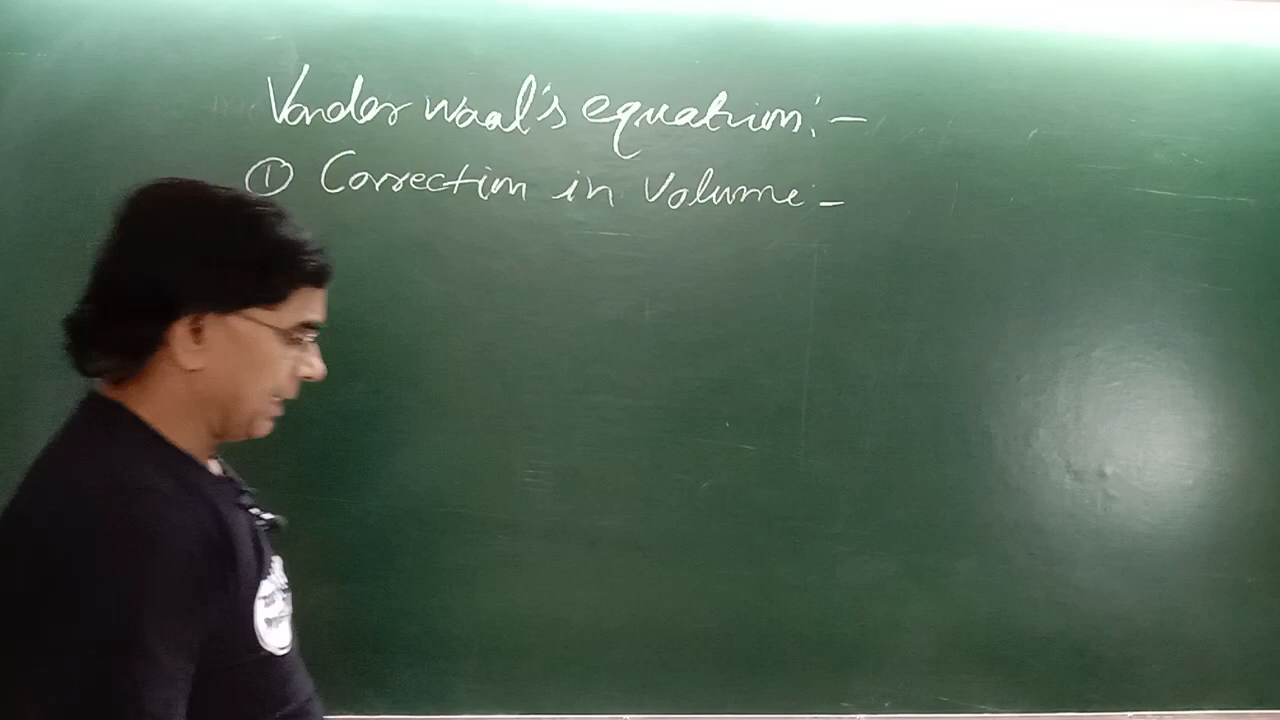 Vander waal's equation:-
① Correction in volume:-